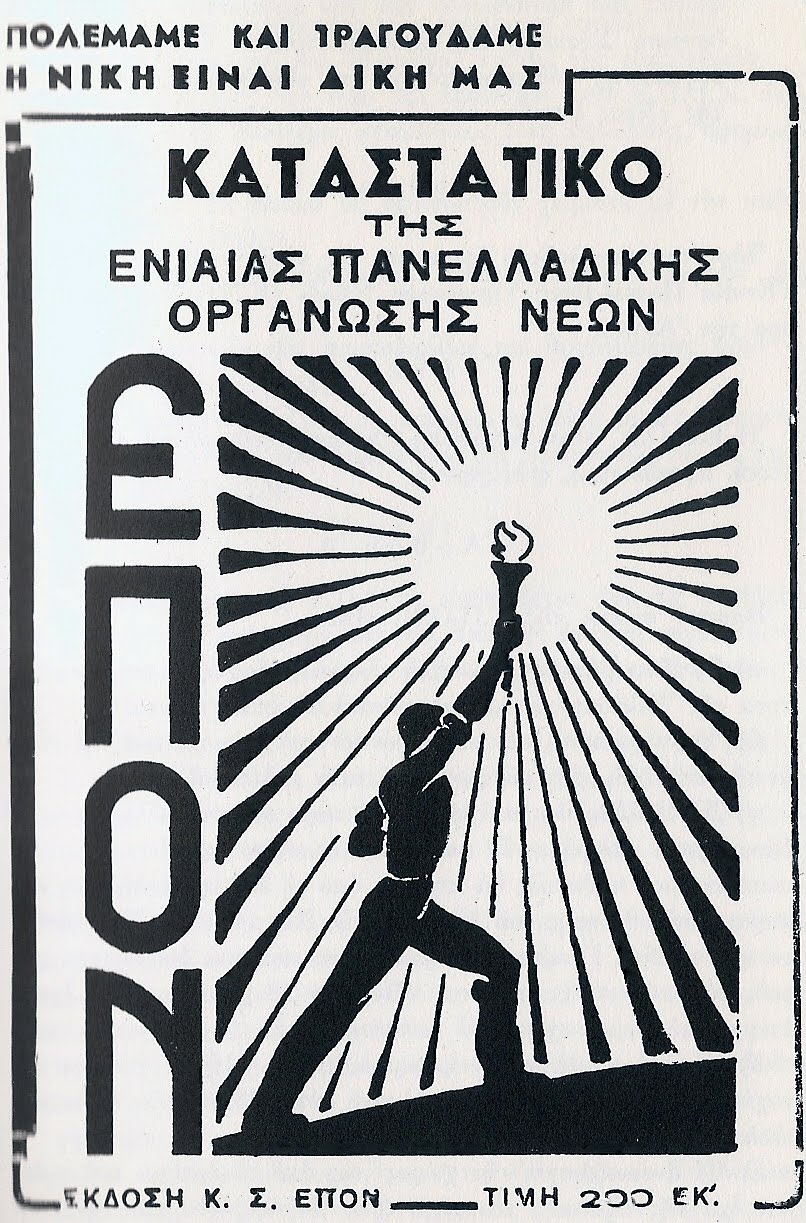 ΠΟΛΕΜΑΜΕ ΚΑΙ ΤΡΑΓΟΥΔΑΜΕ
Η ΝΙΚΗ ΕΙΝΑΙ ΔΙΚΗ ΜΑΣ
ΚΑΤΑΣΤΑΤΙΚΟ
ΤΗΣ
ΕΝΙΑΙΑΣ ΠΑΝΕΛΛΑΔΙΚΗΣ
ΟΡΓΑΝΩΣΗΣ ΝΕΩΝ
ΕΠΟΝ
ΕΚΔΟΣΗ Κ. Σ. ΕΠΟΝ ΤΙΜΗ 200 ΕΚ.